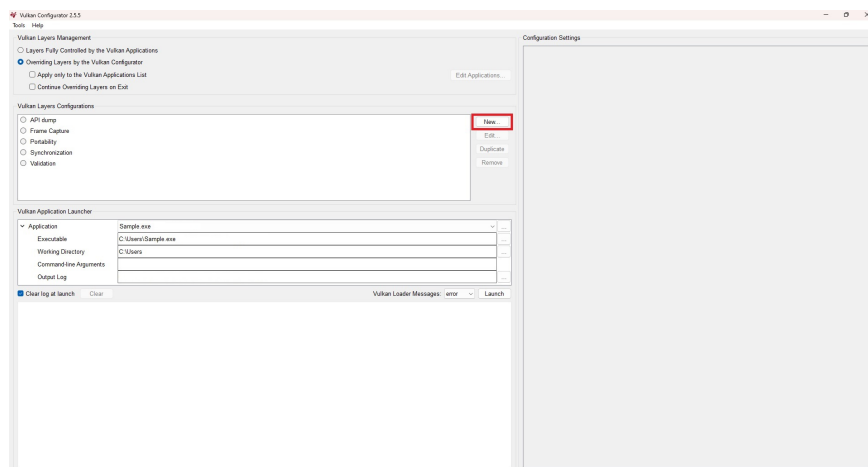 Vulkan Configurator 2.5.5
Tools Help
Vulkan Layers Management
Layers Fully Controlled by the Vulkan Applications
Overriding Layers by the Vulkan Configurator
Apply only to the Vulkan Applications List
Edit Applications...
Continue Overriding Layers on Exit
Vulkan Layers Configurations
API dump
Frame Capture
Portability
Synchronization
Validation
New...
Edit...
Duplicate
Remove
Vulkan Application Launcher
Application Sample.exe ...
Executable C:\Users\Sample.exe ...
Working Directory C:\Users ...
Command-line Arguments
Output Log ...
Clear log at launch Clear Vulkan Loader Messages: error Launch
Configuration Settings